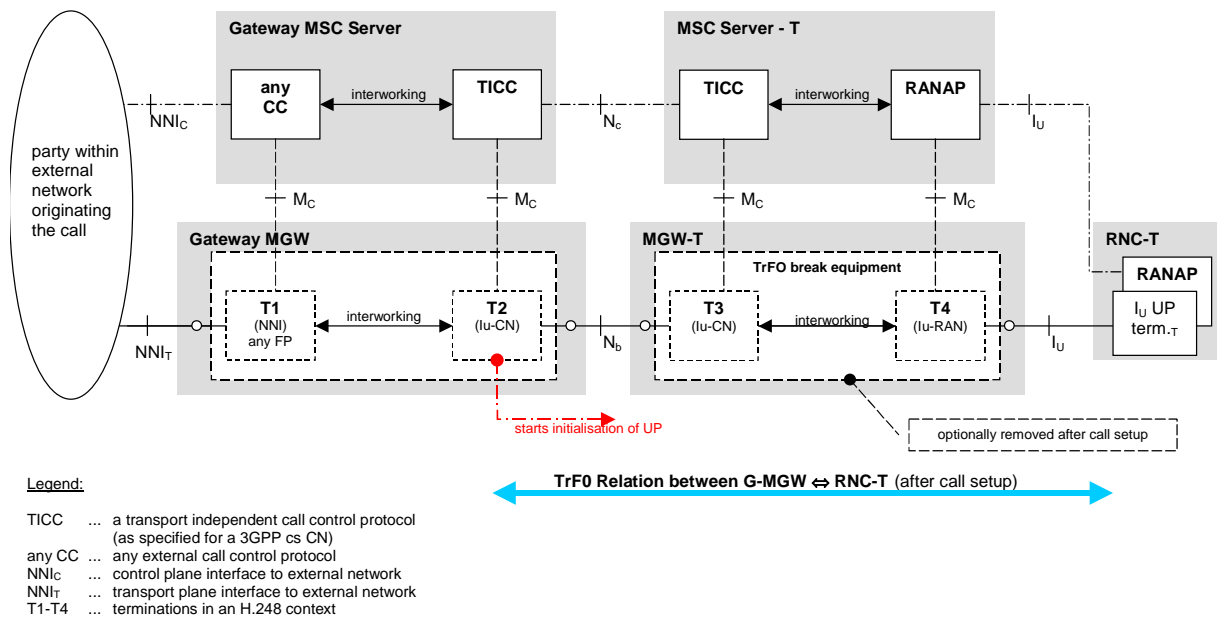 Gateway MSC Server
MSC Server - T
any
CC
interworking
TICC
TICC
interworking
RANAP
NNIC
NC
IU
party within
external
network
originating
the call
MC
MC
MC
MC
Gateway MGW
MGW-T
RNC-T
TrFO break equipment
RANAP
T1
(NNI)
any FP
interworking
T2
(Iu-CN)
T3
(Iu-CN)
interworking
T4
(Iu-RAN)
IU UP
term.T
NNIT
Nb
IU
starts initialisation of UP
optionally removed after call setup
TrF0 Relation between G-MGW ⇔ RNC-T (after call setup)
Legend:
TICC ... a transport independent call control protocol
(as specified for a 3GPP cs CN)
any CC ... any external call control protocol
NNIC ... control plane interface to external network
NNIT ... transport plane interface to external network
T1-T4 ... terminations in an H.248 context